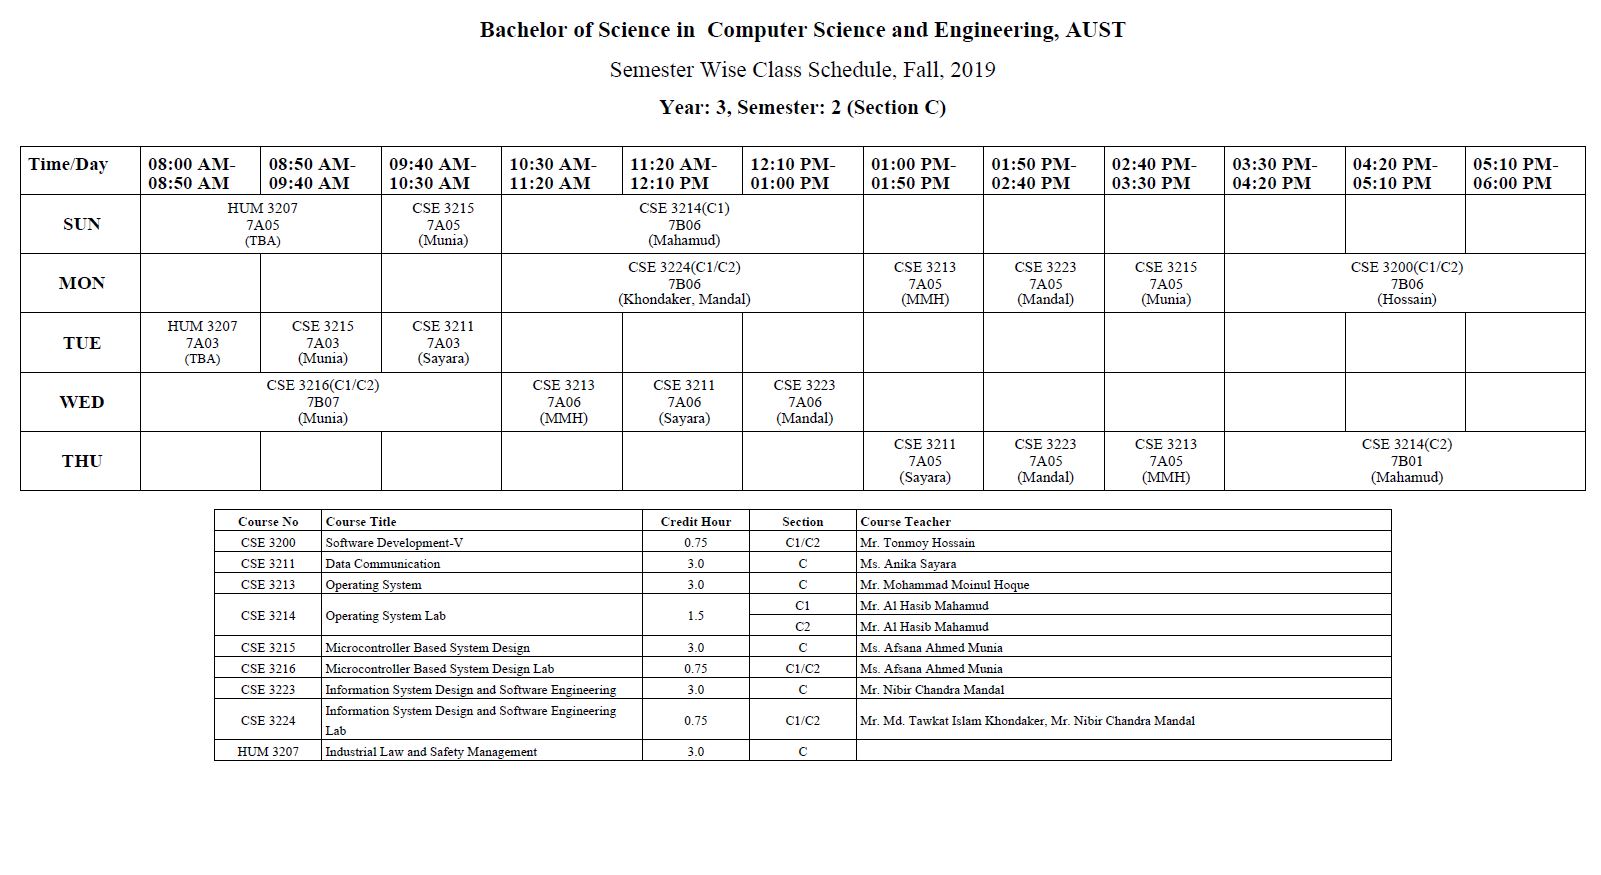 Bachelor of Science in  Computer Science and Engineering, AUST
Semester Wise Class Schedule, Fall, 2019
Year: 3, Semester: 2 (Section C)
Time/Day 08:00 AM- 08:50 AM- 09:40 AM- 10:30 AM- 11:20 AM- 12:10 PM- 01:00 PM- 01:50 PM- 02:40 PM- 03:30 PM- 04:20 PM- 05:10 PM-
08:50 AM 09:40 AM 10:30 AM 11:20 AM 12:10 PM 01:00 PM 01:50 PM 02:40 PM 03:30 PM 04:20 PM 05:10 PM 06:00 PM
HUM 3207 CSE 3215 CSE 3214(C1)
SUN 7A05 7A05 7B06
(TBA) (Munia) (Mahamud)
CSE 3224(C1/C2) CSE 3213 CSE 3223 CSE 3215 CSE 3200(C1/C2)
MON 7B06 7A05 7A05 7A05 7B06
(Khondaker, Mandal) (MMH) (Mandal) (Munia) (Hossain)
HUM 3207 CSE 3215 CSE 3211
TUE 7A03 7A03 7A03
(TBA) (Munia) (Sayara)
CSE 3216(C1/C2) CSE 3213 CSE 3211 CSE 3223
WED 7B07 7A06 7A06 7A06
(Munia) (MMH) (Sayara) (Mandal)
CSE 3211 CSE 3223 CSE 3213 CSE 3214(C2)
THU 7A05 7A05 7A05 7B01
(Sayara) (Mandal) (MMH) (Mahamud)
Course No Course Title Credit Hour Section Course Teacher
CSE 3200 Software Development-V 0.75 C1/C2 Mr. Tonmoy Hossain
CSE 3211 Data Communication 3.0 C Ms. Anika Sayara
CSE 3213 Operating System 3.0 C Mr. Mohammad Moinul Hoque
C1 Mr. Al Hasib Mahamud
CSE 3214 Operating System Lab 1.5
C2 Mr. Al Hasib Mahamud
CSE 3215 Microcontroller Based System Design 3.0 C Ms. Afsana Ahmed Munia
CSE 3216 Microcontroller Based System Design Lab 0.75 C1/C2 Ms. Afsana Ahmed Munia
CSE 3223 Information System Design and Software Engineering 3.0 C Mr. Nibir Chandra Mandal
Information System Design and Software Engineering
CSE 3224 0.75 C1/C2 Mr. Md. Tawkat Islam Khondaker, Mr. Nibir Chandra Mandal
Lab
HUM 3207 Industrial Law and Safety Management 3.0 C